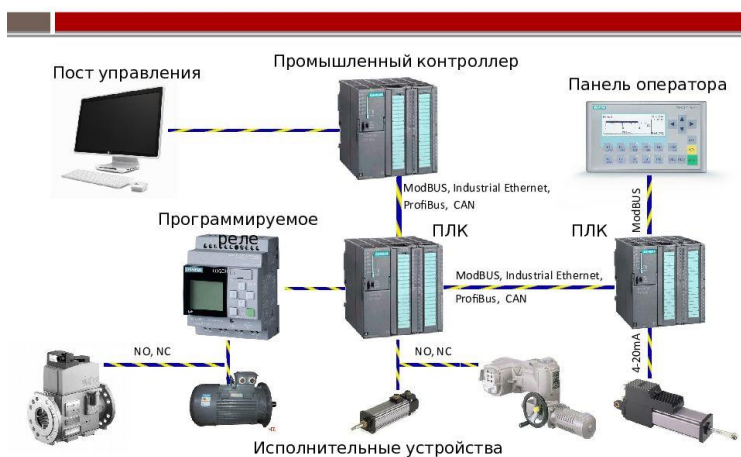 Промышленный контроллер
Пост управления
Панель оператора
ModBUS, Industrial Ethernet,
ProfiBus, CAN
ModBUS
Программируемое
реле
ПЛК
ПЛК
ModBUS, Industrial Ethernet,
ProfiBus, CAN
NO, NC
NO, NC
4-20mA
Исполнительные устройства